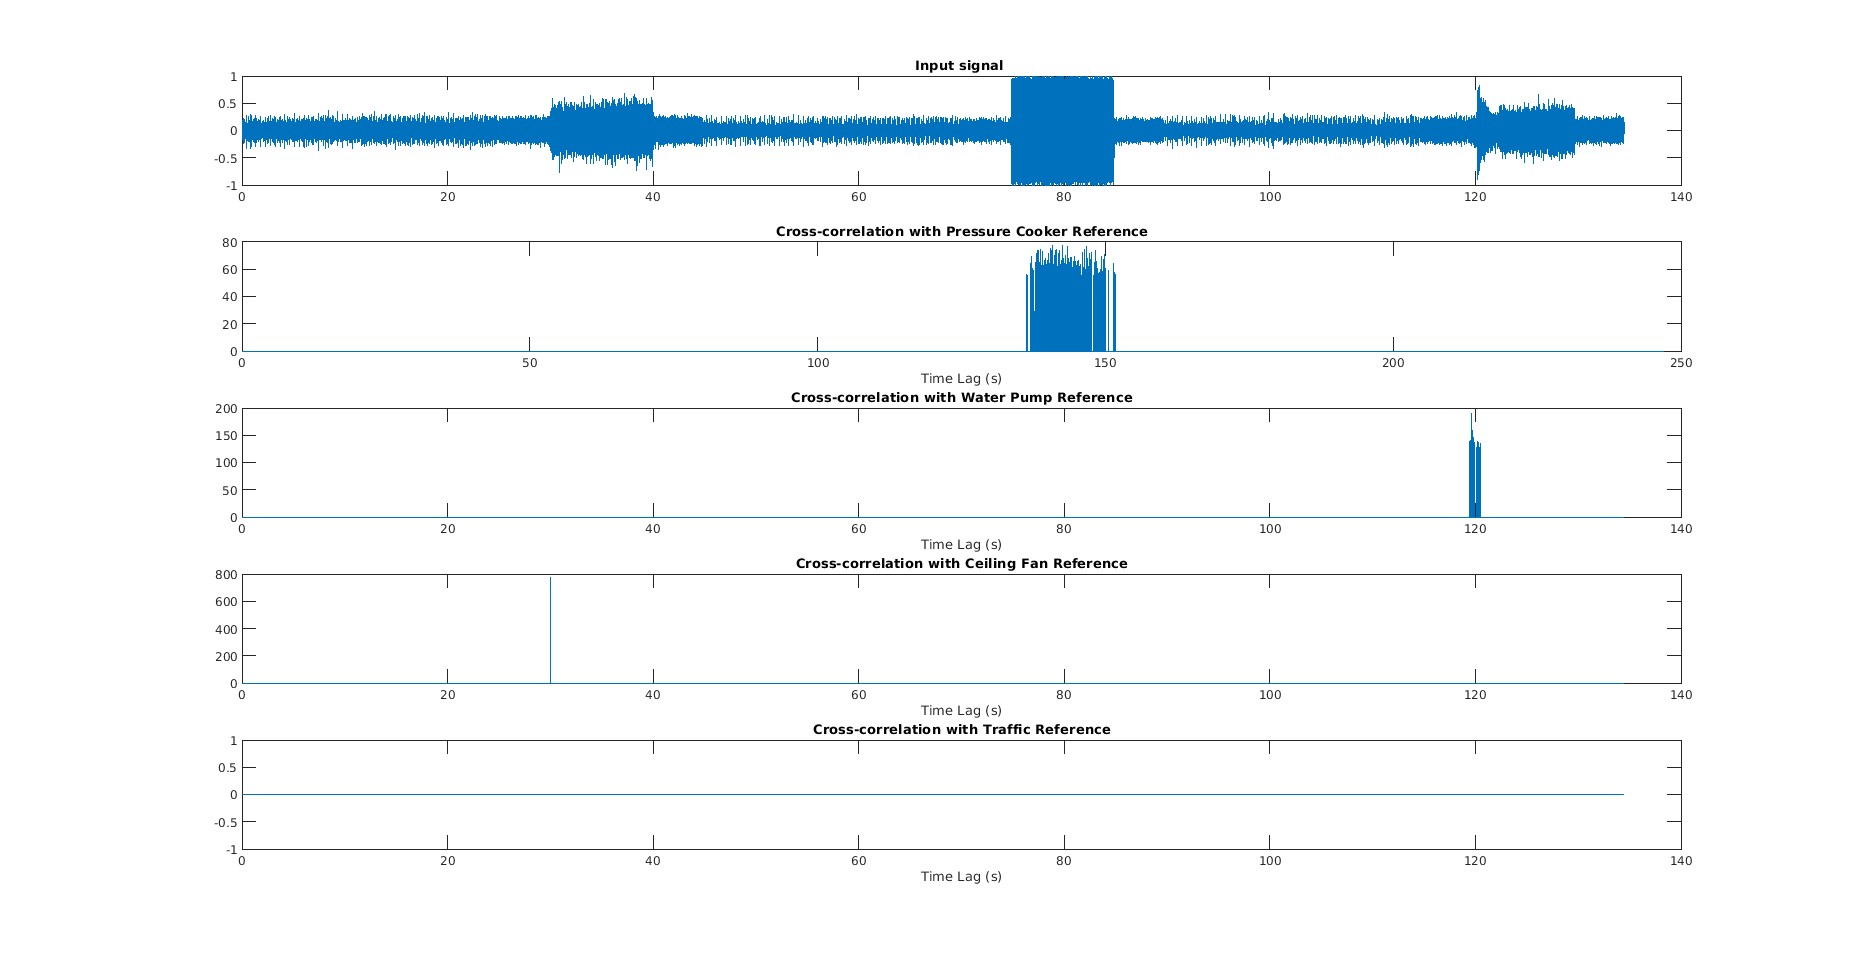 Input signal
1
0.5
0
-0.5
-1
0 20 40 60 80 100 120 140
Cross-correlation with Pressure Cooker Reference
80
60
40
20
0
0 50 100 150 200 250
Time Lag (s)
Cross-correlation with Water Pump Reference
200
150
100
50
0
0 20 40 60 80 100 120 140
Time Lag (s)
Cross-correlation with Ceiling Fan Reference
800
600
400
200
0
0 20 40 60 80 100 120 140
Time Lag (s)
Cross-correlation with Traffic Reference
1
0.5
0
-0.5
-1
0 20 40 60 80 100 120 140
Time Lag (s)